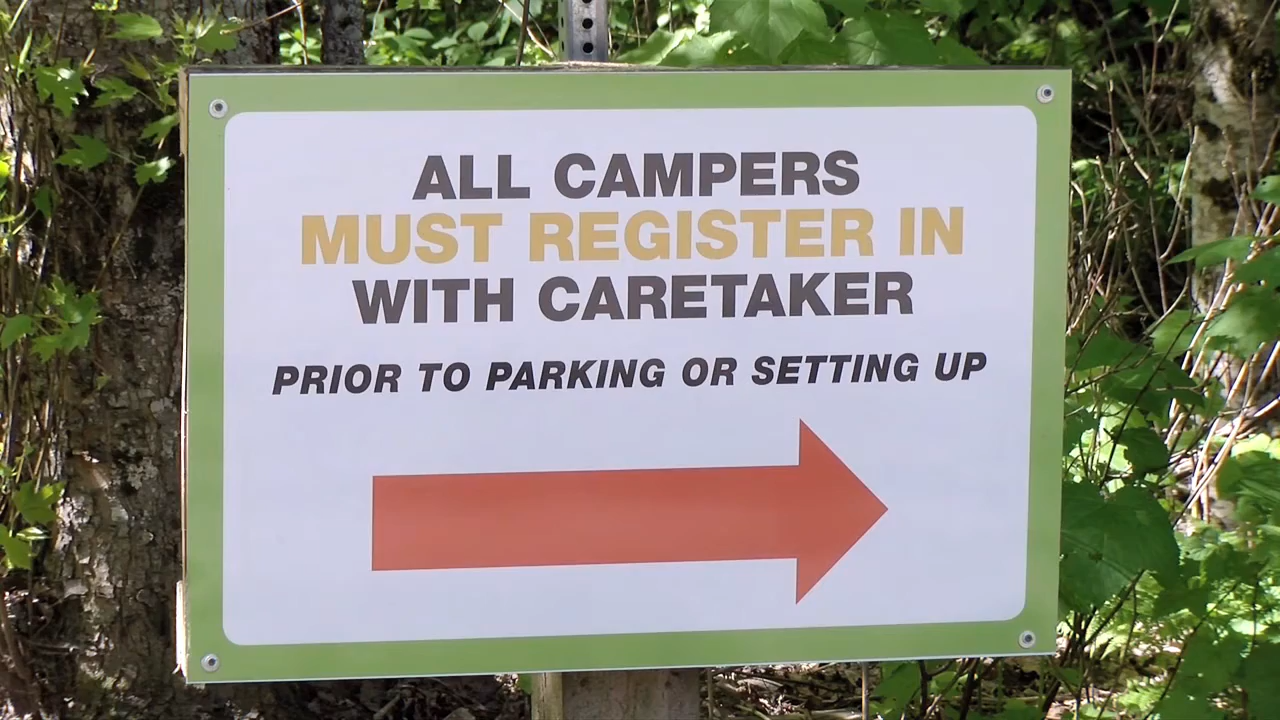 ALL CAMPERS
MUST REGISTER IN
WITH CARETAKER
PRIOR TO PARKING OR SETTING UP